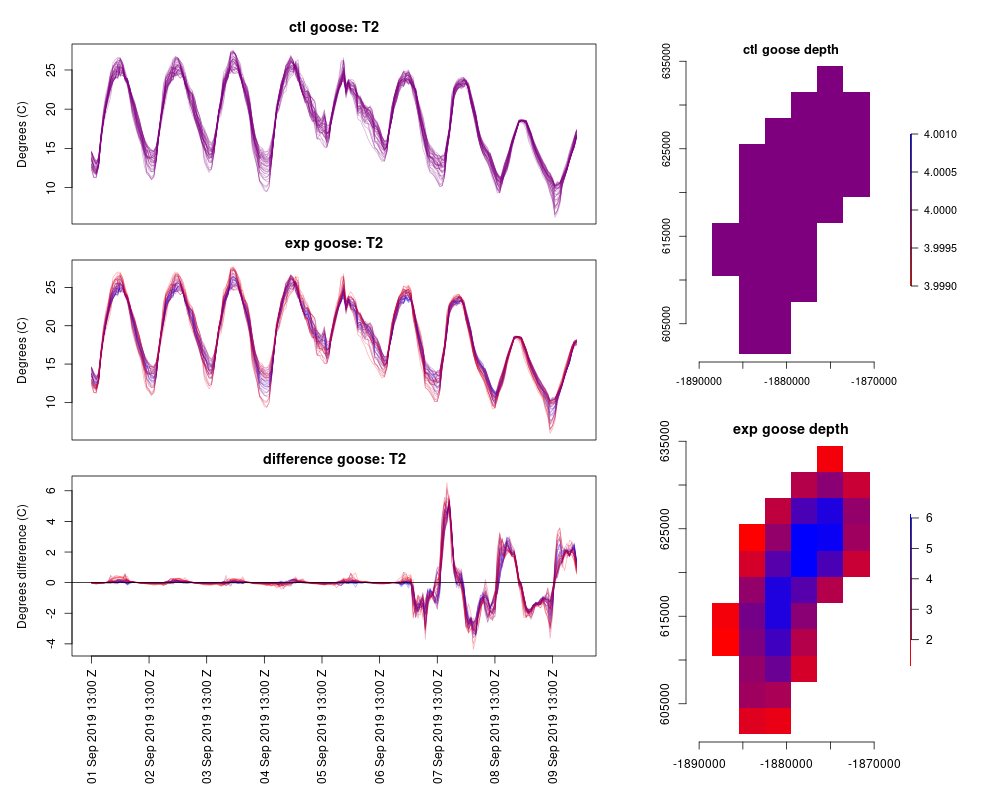 ctl goose: T2
Degrees (C)
25
20
15
10
exp goose: T2
Degrees (C)
25
20
15
10
difference goose: T2
Degrees difference (C)
6
4
2
0
-2
-4
01 Sep 2019 13:00 Z
02 Sep 2019 13:00 Z
03 Sep 2019 13:00 Z
04 Sep 2019 13:00 Z
05 Sep 2019 13:00 Z
06 Sep 2019 13:00 Z
07 Sep 2019 13:00 Z
08 Sep 2019 13:00 Z
09 Sep 2019 13:00 Z
ctl goose depth
635000
625000
615000
605000
-1890000 -1880000 -1870000
4.0010
4.0005
4.0000
3.9995
3.9990
exp goose depth
635000
625000
615000
605000
-1890000 -1880000 -1870000
6
5
4
3
2